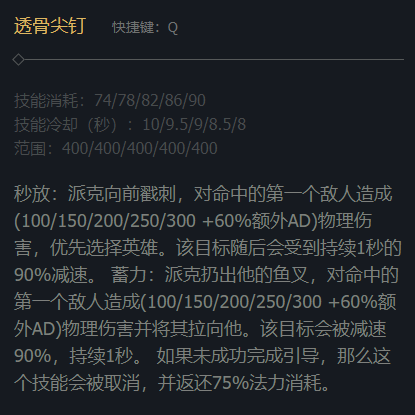 透骨尖钉 快捷键：Q
技能消耗：74/78/82/86/90
技能冷却（秒）：10/9.5/9/8.5/8
范围：400/400/400/400/400
秒放：派克向前戳刺，对命中的第一个敌人造成
(100/150/200/250/300 +60%额外AD)物理伤
害，优先选择英雄。该目标随后会受到持续1秒的
90%减速。 蓄力：派克扔出他的鱼叉，对命中的
第一个敌人造成(100/150/200/250/300 +60%额
外AD)物理伤害并将其拉向他。该目标会被减速
90%，持续1秒。 如果未成功完成引导，那么这
个技能会被取消，并返还75%法力消耗。